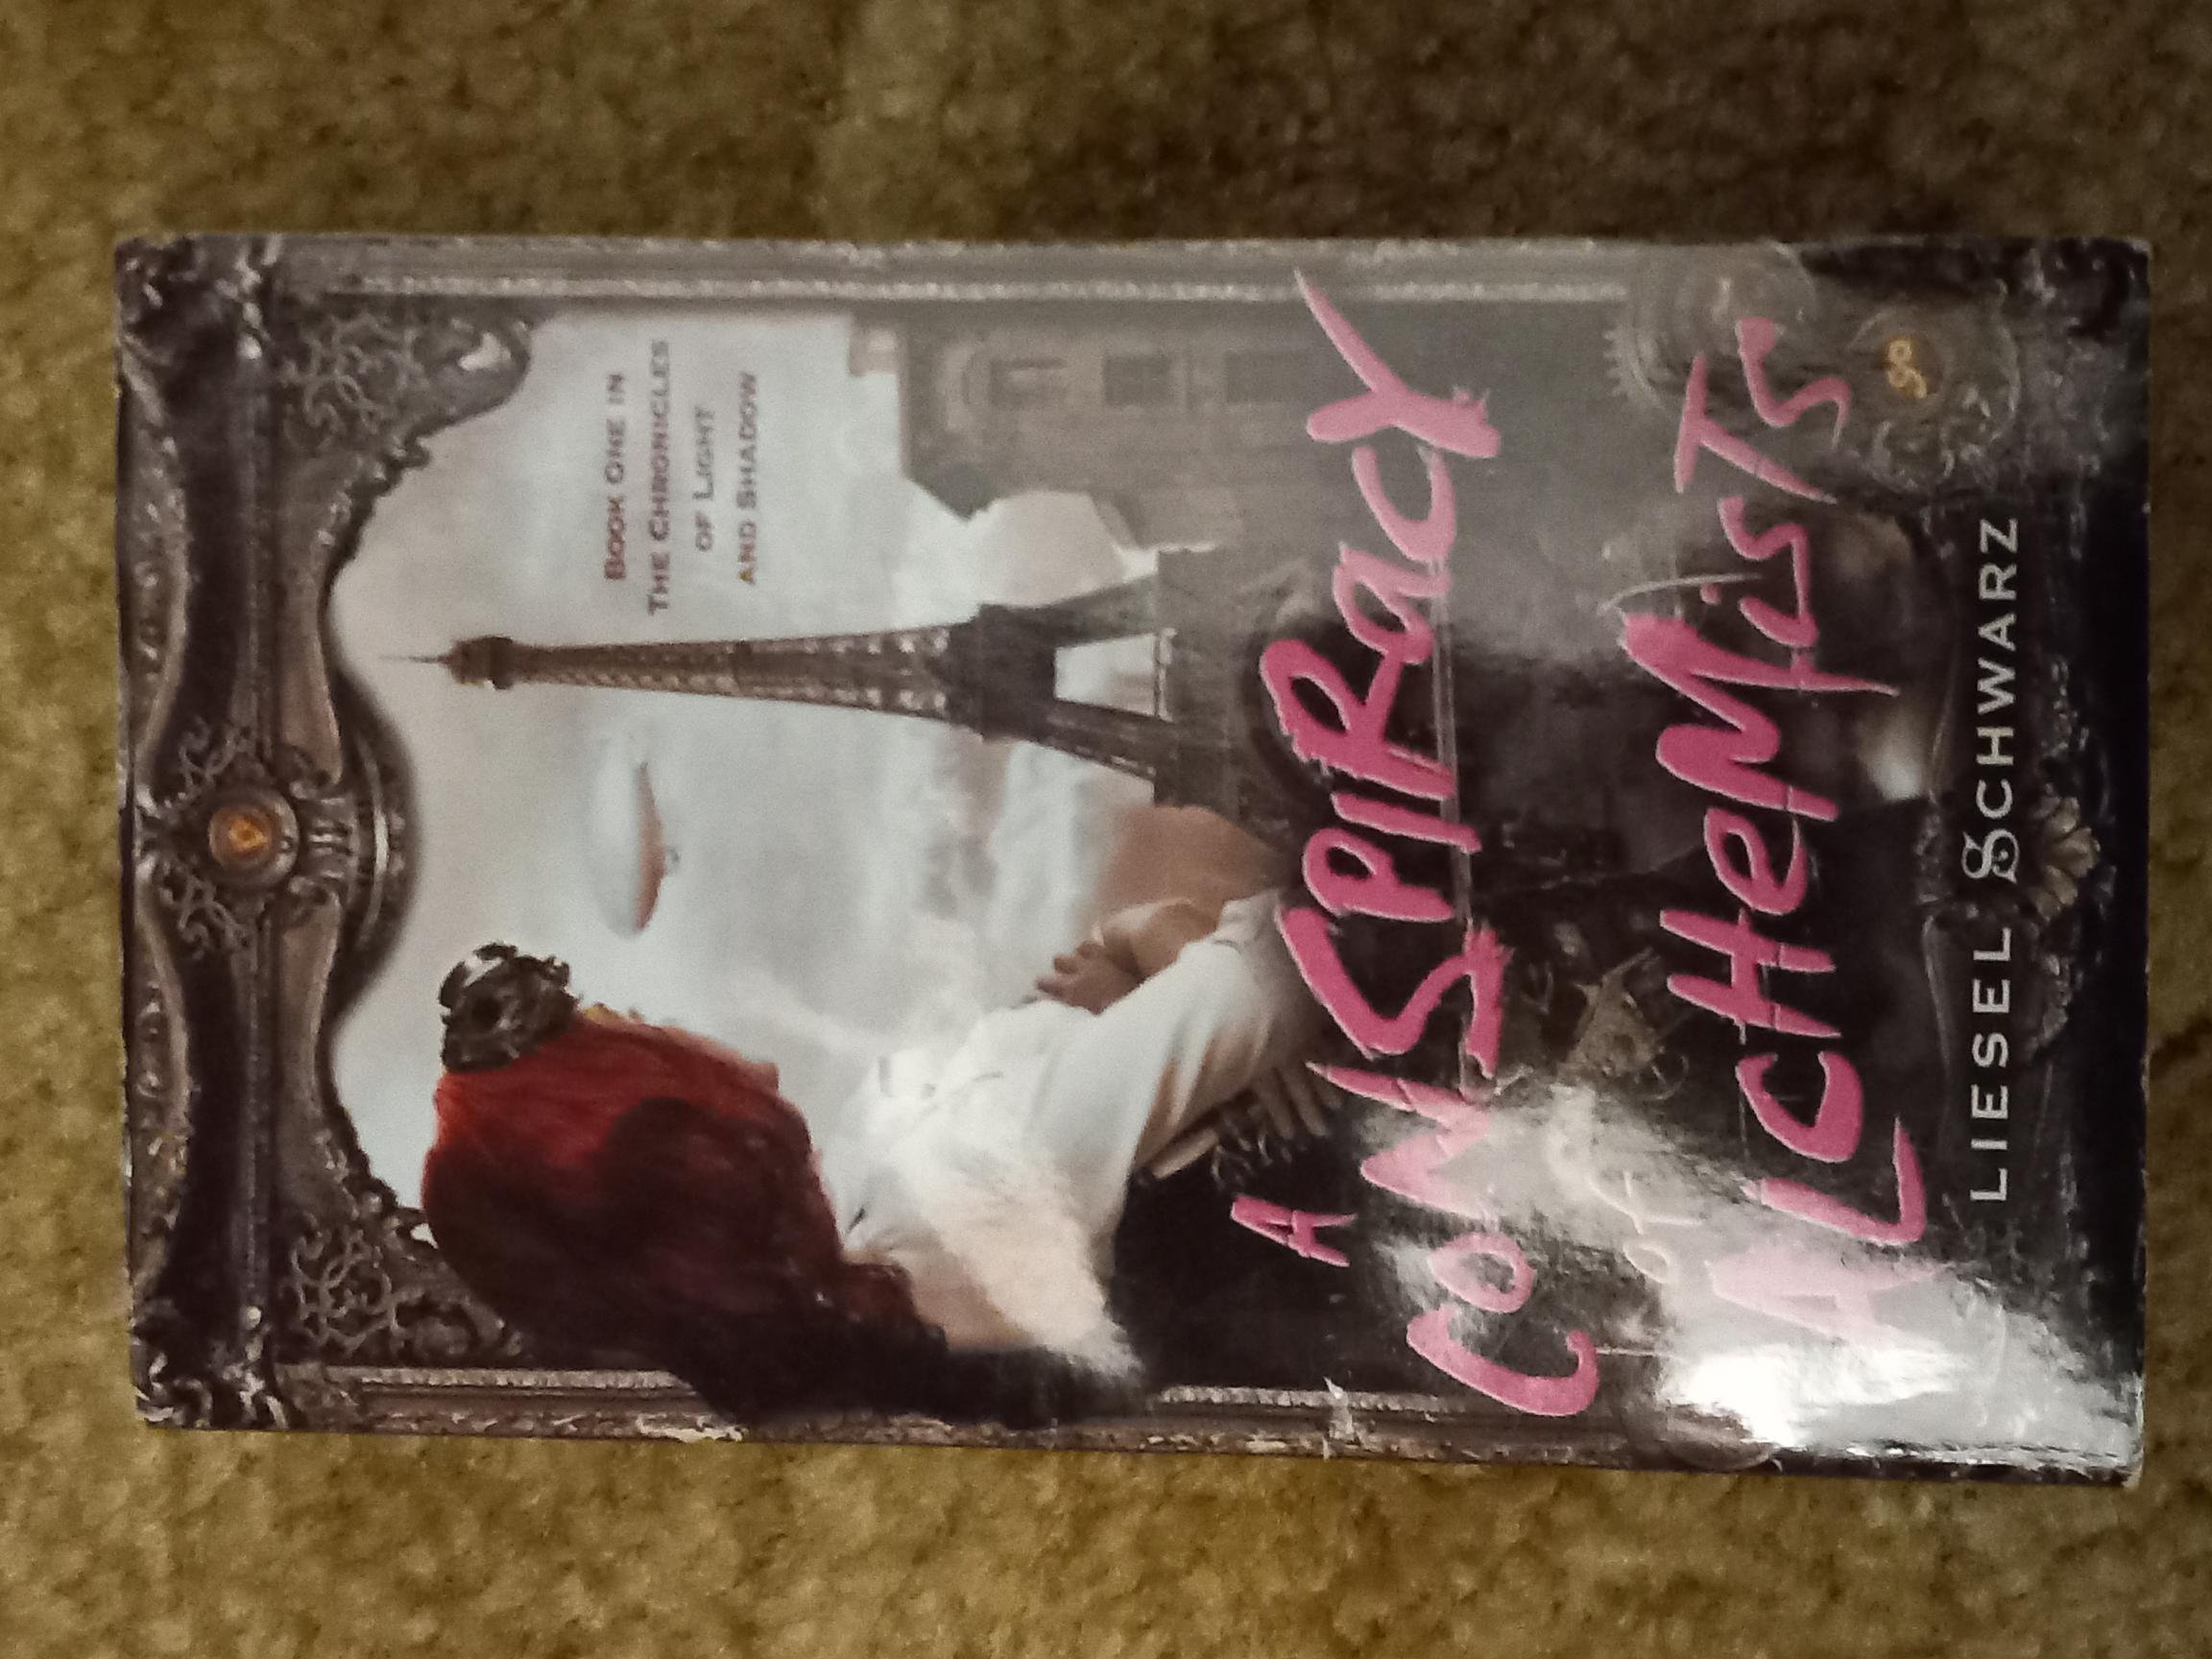 BOOK ONE IN
THE CHRONICLES
OF LIGHT
AND SHADOW
A
CONSPIRACY
of
ALCHEMISTS
LIESEL SCHWARZ